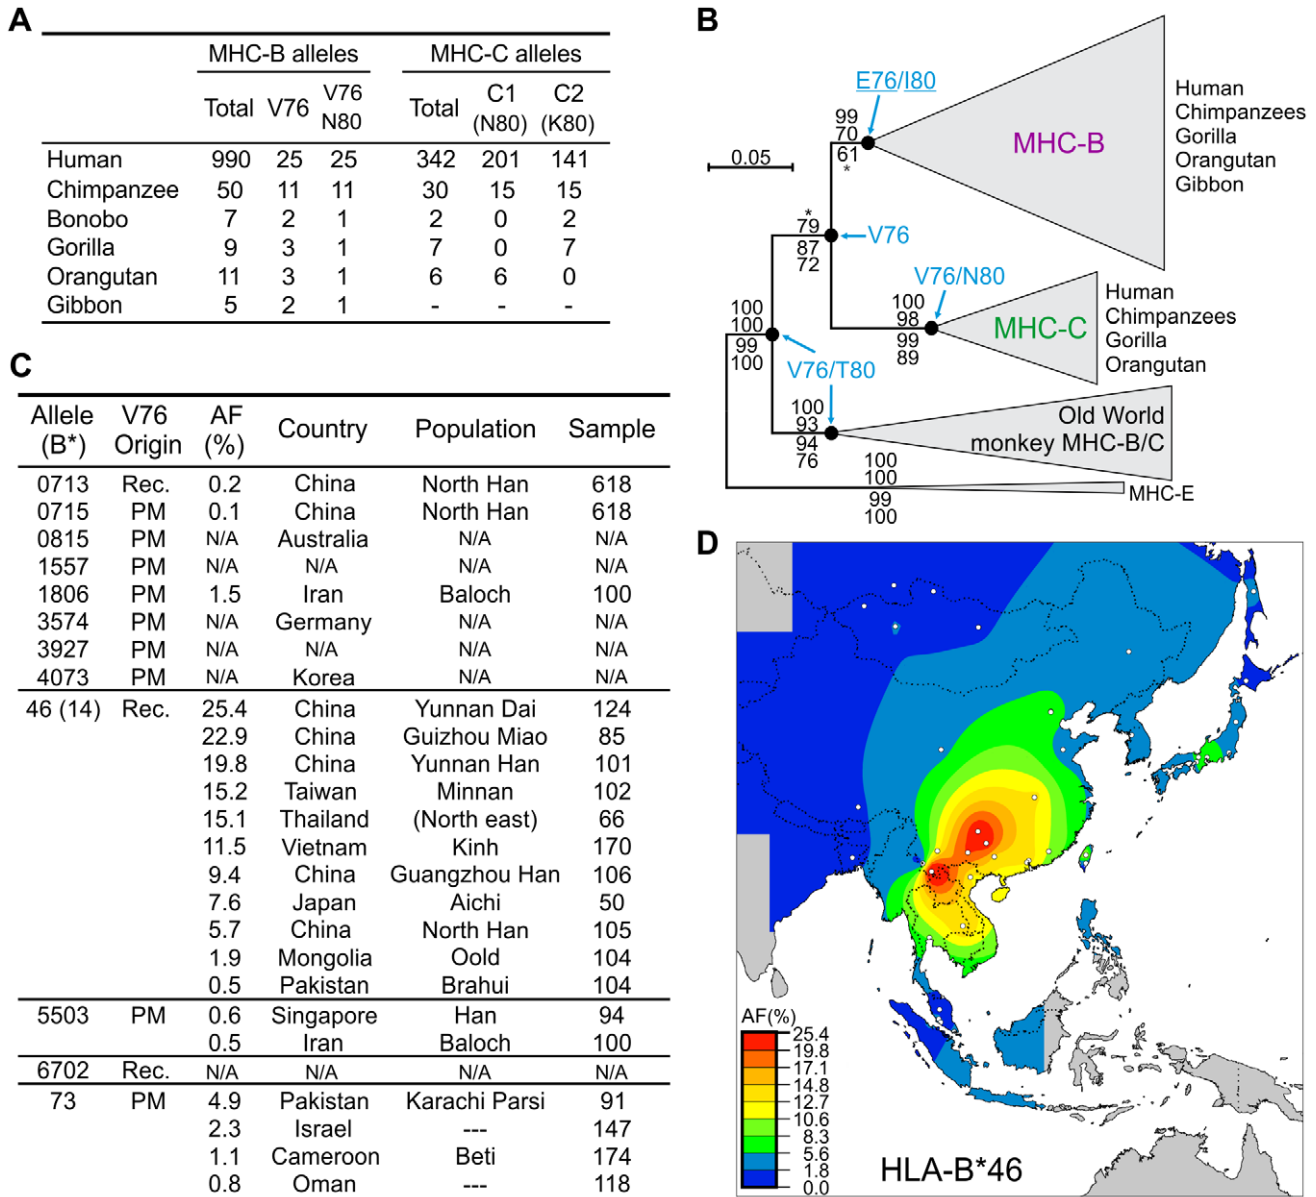 A
MHC-B alleles MHC-C alleles
Total V76 V76 N80 Total C1 (N80) C2 (K80)
Human 990 25 25 342 201 141
Chimpanzee 50 11 11 30 15 15
Bonobo 7 2 1 2 0 2
Gorilla 9 3 1 7 0 7
Orangutan 11 3 1 6 6 0
Gibbon 5 2 1 - - -
B
E76/I80
99
70
61
*
MHC-B
Human
Chimpanzees
Gorilla
Orangutan
Gibbon
0.05
*
79
87
72
V76
V76/N80
100
98
99
89
MHC-C
Human
Chimpanzees
Gorilla
Orangutan
100
100
99
100
V76/T80
100
93
94
76
Old World
monkey MHC-B/C
100
100
99
100
MHC-E
C
Allele (B*) V76 Origin AF (%) Country Population Sample
0713 Rec. 0.2 China North Han 618
0715 PM 0.1 China North Han 618
0815 PM N/A Australia N/A N/A
1557 PM N/A N/A N/A N/A
1806 PM 1.5 Iran Baloch 100
3574 PM N/A Germany N/A N/A
3927 PM N/A N/A N/A N/A
4073 PM N/A Korea N/A N/A
46 (14) Rec. 25.4 China Yunnan Dai 124
22.9 China Guizhou Miao 85
19.8 China Yunnan Han 101
15.2 Taiwan Minnan 102
15.1 Thailand (North east) 66
11.5 Vietnam Kinh 170
9.4 China Guangzhou Han 106
7.6 Japan Aichi 50
5.7 China North Han 105
1.9 Mongolia Oold 104
0.5 Pakistan Brahui 104
5503 PM 0.6 Singapore Han 94
0.5 Iran Baloch 100
6702 Rec. N/A N/A N/A N/A
73 PM 4.9 Pakistan Karachi Parsi 91
2.3 Israel --- 147
1.1 Cameroon Beti 174
0.8 Oman --- 118
D
AF(%)
25.4
19.8
17.1
14.8
12.7
10.6
8.3
5.6
1.8
0.0
HLA-B*46